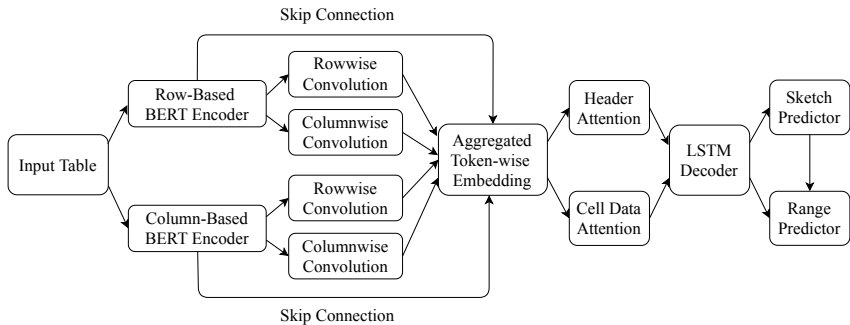 Skip Connection
Rowwise
Convolution
Row-Based
BERT Encoder
Columnwise
Convolution
Input Table
Rowwise
Convolution
Column-Based
BERT Encoder
Columnwise
Convolution
Skip Connection
Aggregated
Token-wise
Embedding
Header
Attention
Cell Data
Attention
LSTM
Decoder
Sketch
Predictor
Range
Predictor